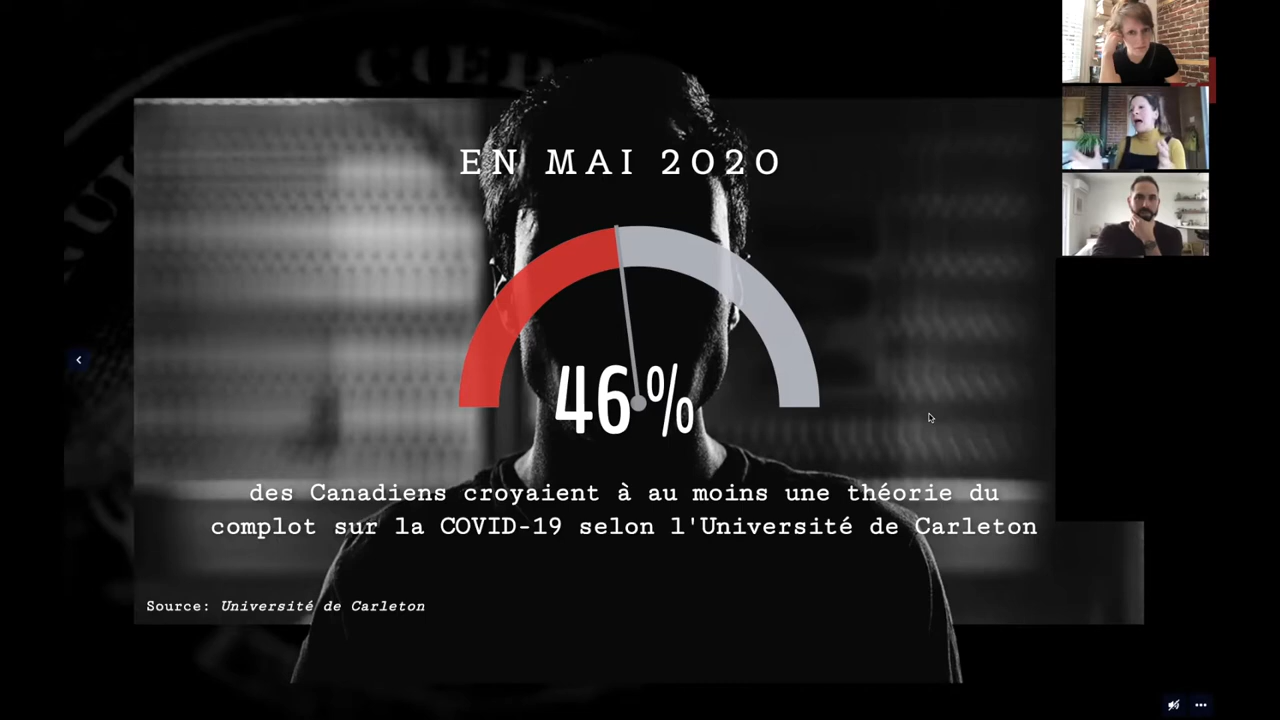 EN MAI 2020
46%
des Canadiens croyaient à au moins une théorie du
complot sur la COVID-19 selon l'Université de Carleton
Source: Université de Carleton